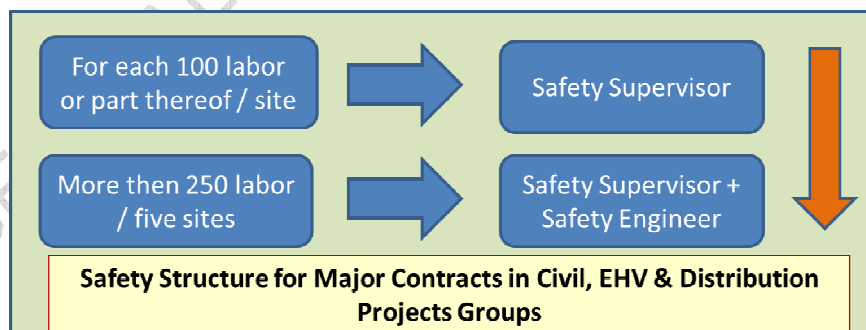 For each 100 labor
or part thereof / site
Safety Supervisor
More then 250 labor
/ five sites
Safety Supervisor +
Safety Engineer
Safety Structure for Major Contracts in Civil, EHV & Distribution
Projects Groups